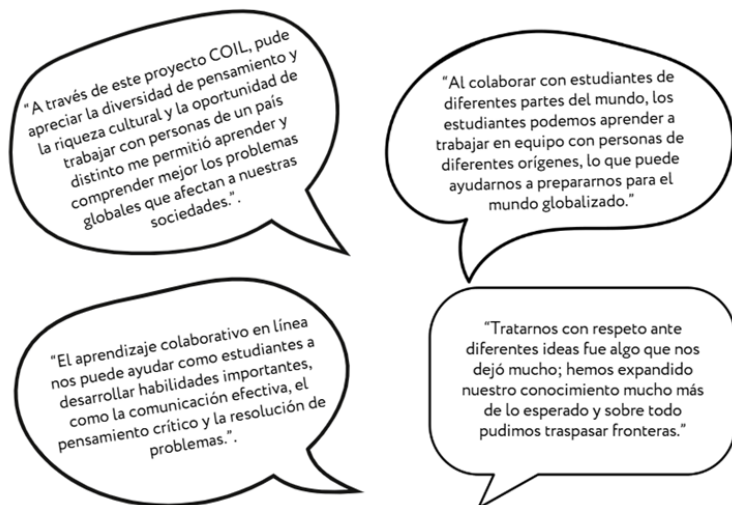 "A través de este proyecto COIL, pude
apreciar la diversidad de pensamiento y
la riqueza cultural y la oportunidad de
trabajar con personas de un país
distinto me permitió aprender y
comprender mejor los problemas
globales que afectan a nuestras
sociedades.".
"Al colaborar con estudiantes de
diferentes partes del mundo, los
estudiantes podemos aprender a
trabajar en equipo con personas de
diferentes orígenes, lo que puede
ayudarnos a prepararnos para el
mundo globalizado."
"El aprendizaje colaborativo en línea
nos puede ayudar como estudiantes a
desarrollar habilidades importantes,
como la comunicación efectiva, el
pensamiento crítico y la resolución de
problemas.".
"Tratarnos con respeto ante
diferentes ideas fue algo que nos
dejó mucho; hemos expandido
nuestro conocimiento mucho más
de lo esperado y sobre todo
pudimos traspasar fronteras."